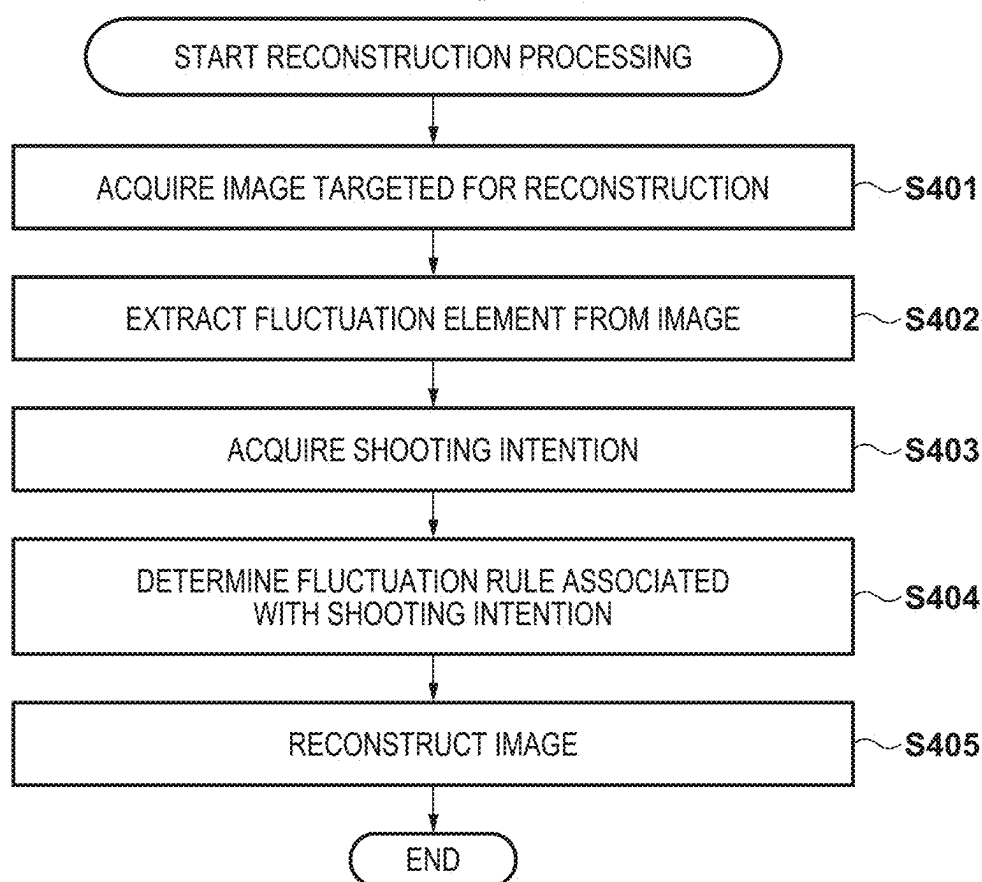 START RECONSTRUCTION PROCESSING
ACQUIRE IMAGE TARGETED FOR RECONSTRUCTION
S401
EXTRACT FLUCTUATION ELEMENT FROM IMAGE
S402
ACQUIRE SHOOTING INTENTION
S403
DETERMINE FLUCTUATION RULE ASSOCIATED
WITH SHOOTING INTENTION
S404
RECONSTRUCT IMAGE
S405
END